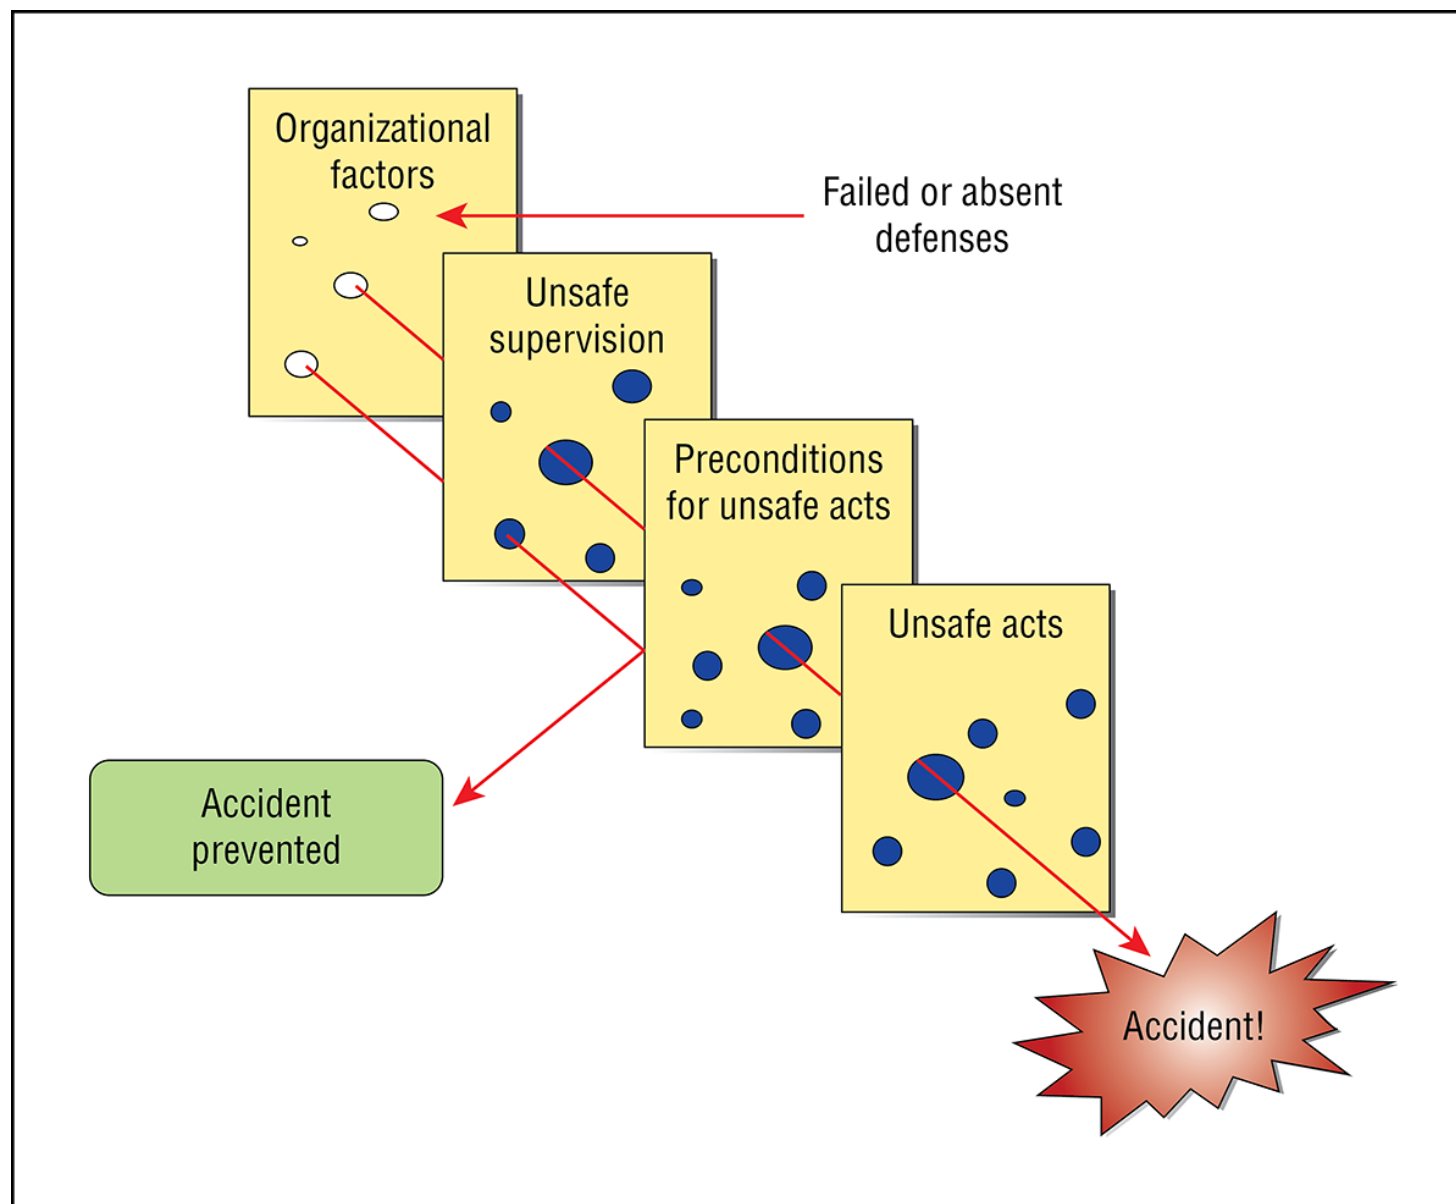 Organizational
factors
Failed or absent
defenses
Unsafe
supervision
Preconditions
for unsafe acts
Unsafe acts
Accident
prevented
Accident!